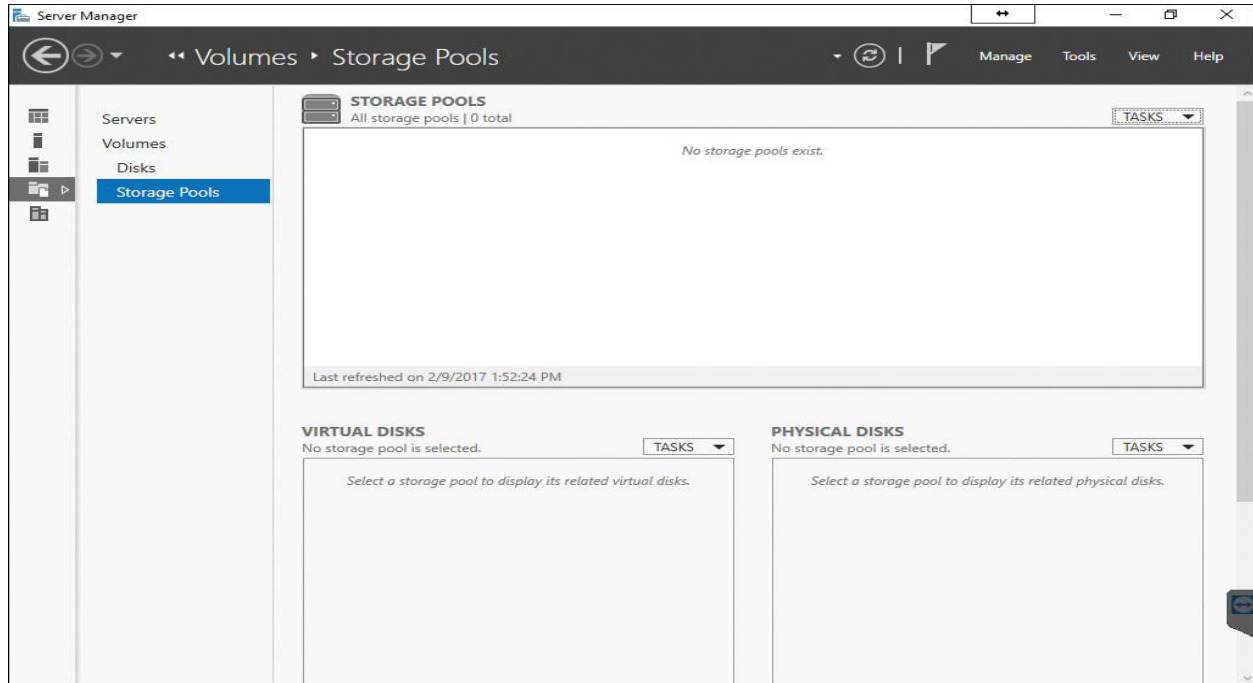 Server Manager
Volumes Storage Pools
Manage Tools View Help
Servers
Volumes
Disks
Storage Pools
STORAGE POOLS
All storage pools | 0 total
TASKS
No storage pools exist.
Last refreshed on 2/9/2017 1:52:24 PM
VIRTUAL DISKS
No storage pool is selected.
TASKS
Select a storage pool to display its related virtual disks.
PHYSICAL DISKS
No storage pool is selected.
TASKS
Select a storage pool to display its related physical disks.